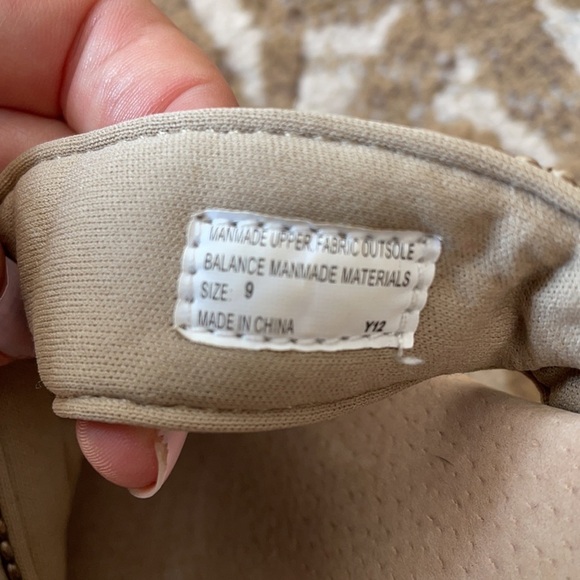 MANMADE UPPER, FABRIC OUTSOLE
BALANCE MANMADE MATERIALS
SIZE: 9
MADE IN CHINA Y12